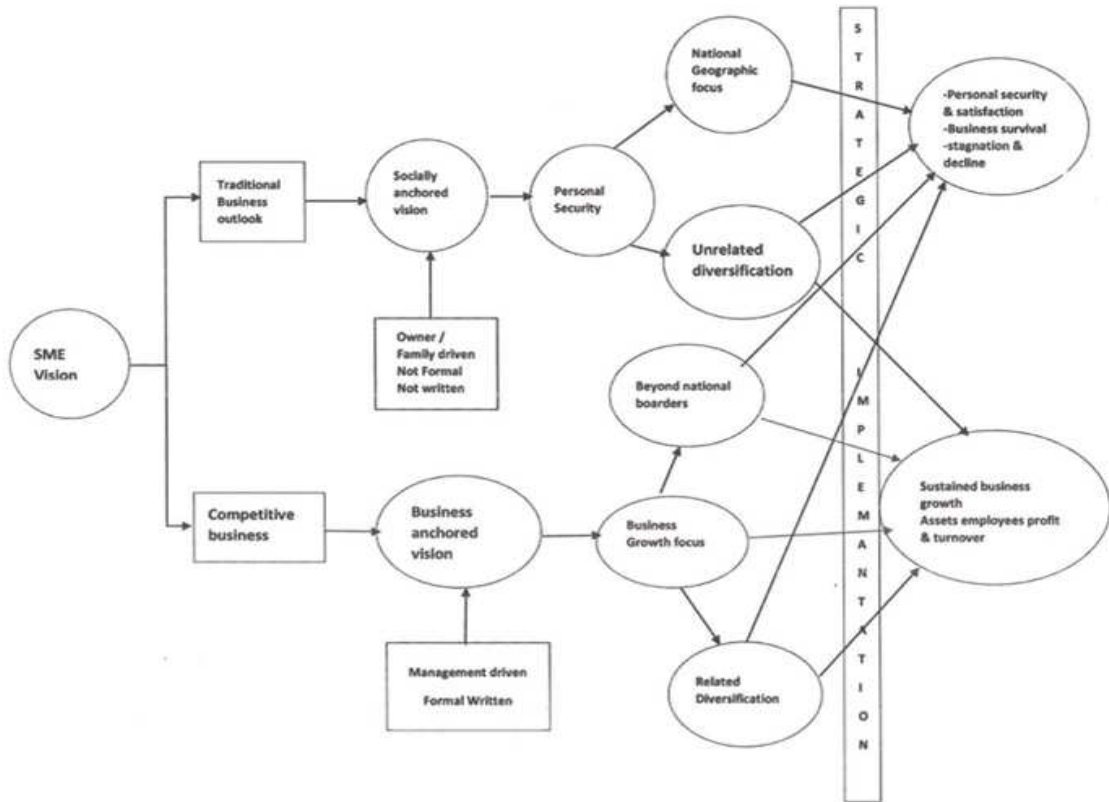 National
Geographic
focus
-Personal security
& satisfaction
-Business survival
-stagnation &
decline
Traditional
Business
outlook
Socially
anchored
vision
Personal
Security
Unrelated
diversification
Owner /
Family driven
Not Formal
Not written
SME
Vision
Beyond national
boarders
Competitive
business
Business
anchored
vision
Business
Growth focus
Sustained business
growth
Assets employees profit
& turnover
Management driven
Formal Written
Related
Diversification
S
T
R
A
T
E
G
I
C
I
M
P
L
E
M
A
N
T
A
T
I
O
N